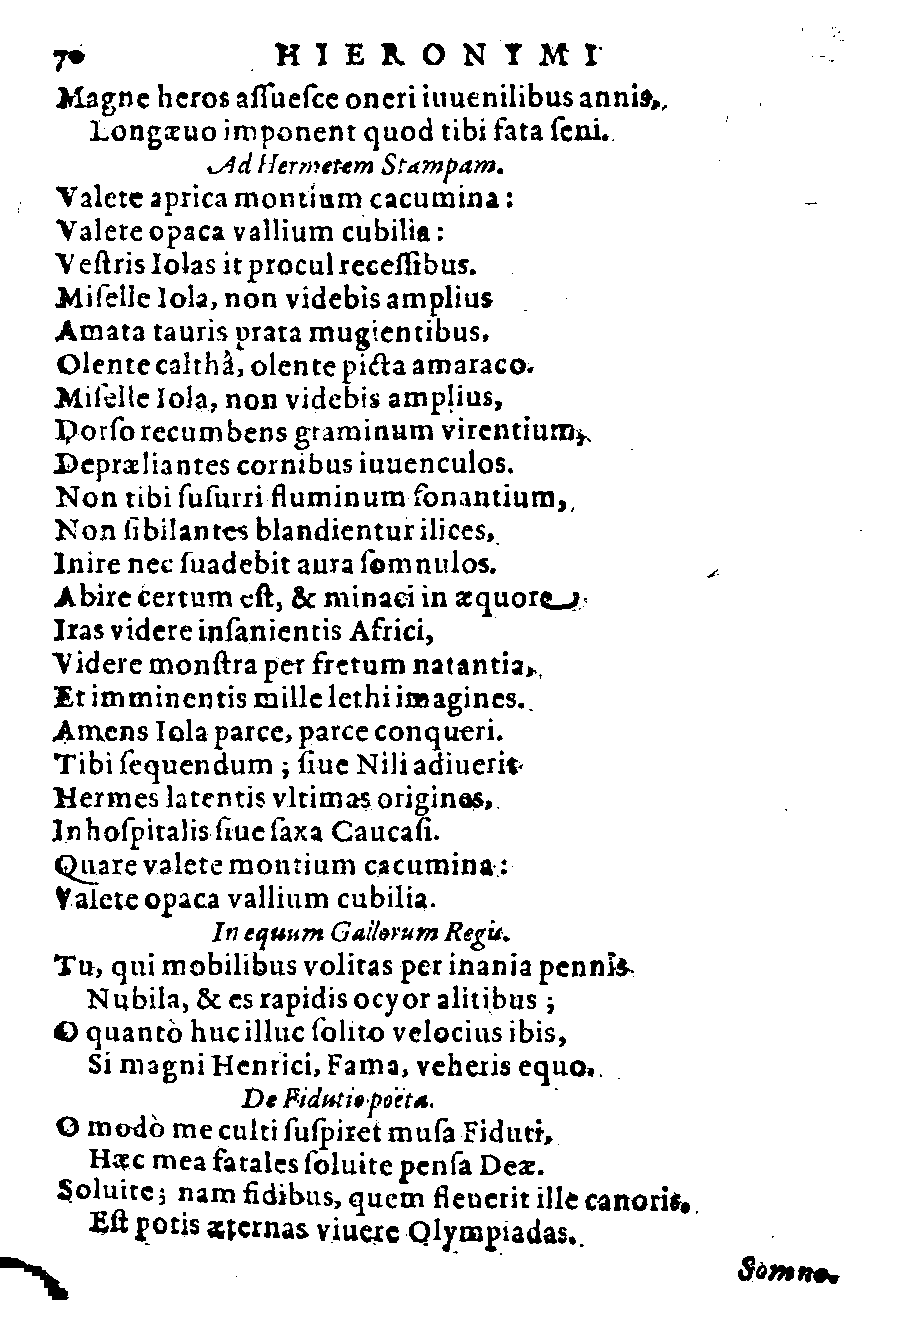 70 HIERONYMI
Magne heros assuesce oneri iuuenilibus annis,
Longæuo imponent quod tibi fata seni.
Ad Hermetem Stampam.
Valete aprica montium cacumina:
Valete opaca vallium cubilia:
Vestris Iolas it procul recessibus.
Miselle Iola, non videbis amplius
Amata tauris prata mugientibus,
Olente calthâ, olente picta amaraco.
Miselle Iola, non videbis amplius,
Dorso recumbens graminum virentium,
Depræliantes cornibus iuuenculos.
Non tibi susurri fluminum sonantium,
Non sibilantes blandientur ilices,
Inire nec suadebit aura somnulos.
Abire certum est, & minaci in æquore
Iras videre insanientis Africi,
Videre monstra per fretum natantia,
Et imminentis mille lethi imagines.
Amens Iola parce, parce conqueri.
Tibi sequendum; siue Nili adiuerit
Hermes latentis vltimas origines,
Inhospitalis siue saxa Caucasi.
Quare valete montium cacumina:
Valete opaca vallium cubilia.
In equum Gallorum Regis.
Tu, qui mobilibus volitas per inania pennis
Nubila, & es rapidis ocyor alitibus;
O quantò huc illuc solito velocius ibis,
Si magni Henrici, Fama, veheris equo.
De Fidutio poëta.
O modò me culti suspiret musa Fiduti,
Hæc mea fatales soluite pensa Deæ.
Soluite; nam fidibus, quem fleuerit ille canoris,
Est potis æternas viuere Olympiadas.
Somno.